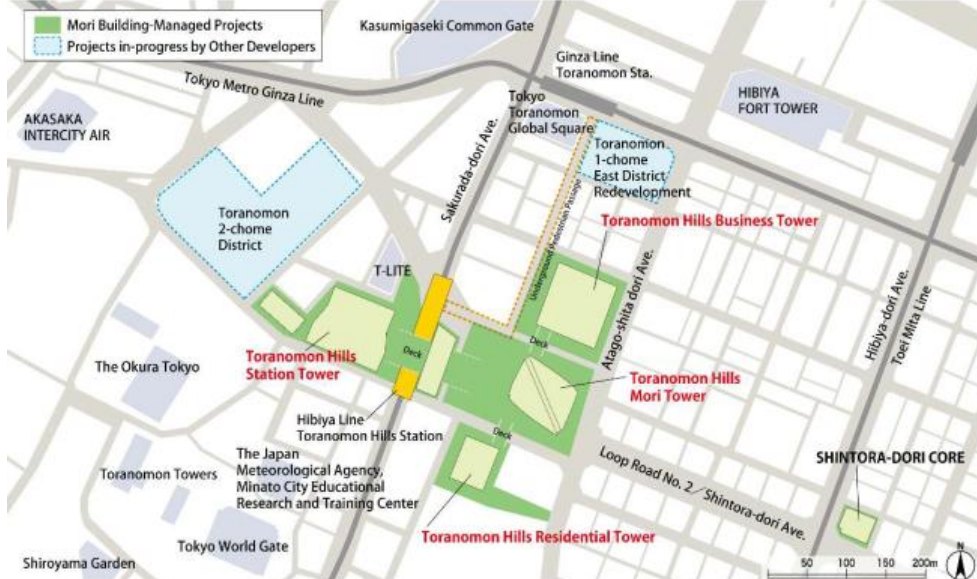 Mori Building-Managed Projects
Projects in-progress by Other Developers
Kasumigaseki Common Gate
Ginza Line
Toranomon Sta.
Tokyo Metro Ginza Line
HIBIYA
FORT TOWER
AKASAKA
INTERCITY AIR
Tokyo
Toranomon
Global Square
Sakurada-dori Ave.
Toranomon
1-chome
East District
Redevelopment
Toranomon
2-chome
District
Underground Pedestrian Passage
Toranomon Hills Business Tower
T-LITE
Atago-shita dori Ave.
Hibiya-dori Ave.
Toei Mita Line
Deck
Deck
Toranomon Hills
Station Tower
The Okura Tokyo
Toranomon Hills
Mori Tower
Hibiya Line
Toranomon Hills Station
Deck
The Japan
Meteorological Agency,
Minato City Educational
Research and Training Center
Toranomon Towers
Loop Road No. 2／Shintora-dori Ave.
SHINTORA-DORI CORE
Toranomon Hills Residential Tower
Tokyo World Gate
Shiroyama Garden
50 100 150 200m
N